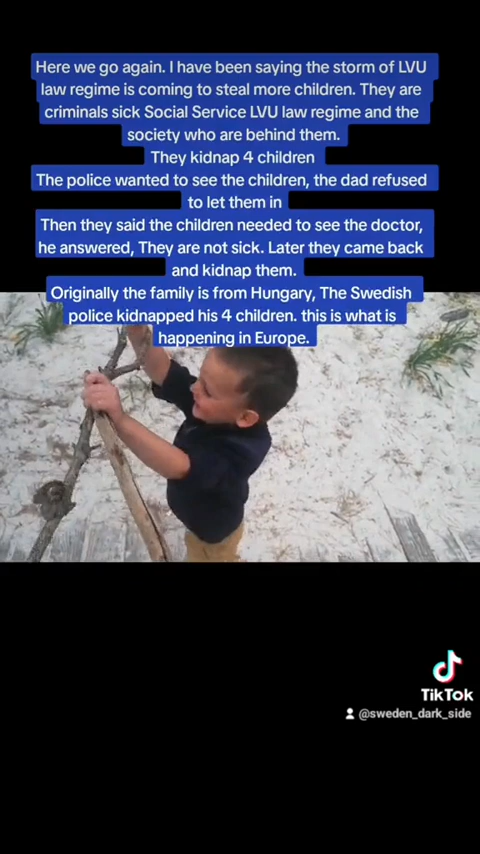 Here we go again. I have been saying the storm of LVU
law regime is coming to steal more children. They are
criminals sick Social Service LVU law regime and the
society who are behind them.
They kidnap 4 children
The police wanted to see the children, the dad refused
to let them in
Then they said the children needed to see the doctor,
he answered, They are not sick. Later they came back
and kidnap them.
Originally the family is from Hungary, The Swedish
police kidnapped his 4 children. this is what is
happening in Europe.
TikTok
@sweden_dark_side